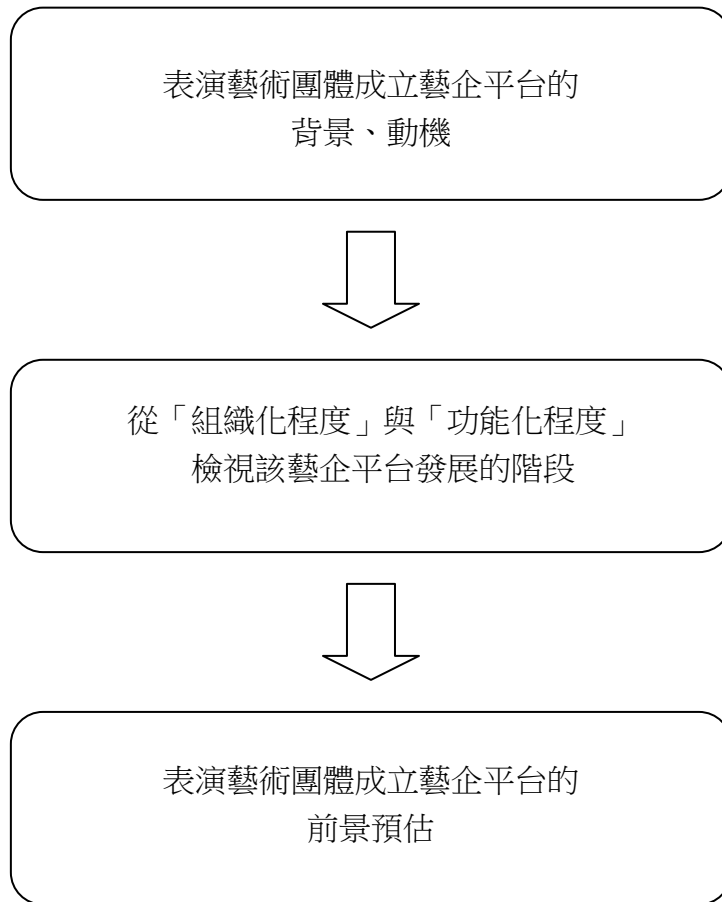 表演藝術團體成立藝企平台的
背景、動機
從「組織化程度」與「功能化程度」
檢視該藝企平台發展的階段
表演藝術團體成立藝企平台的
前景預估